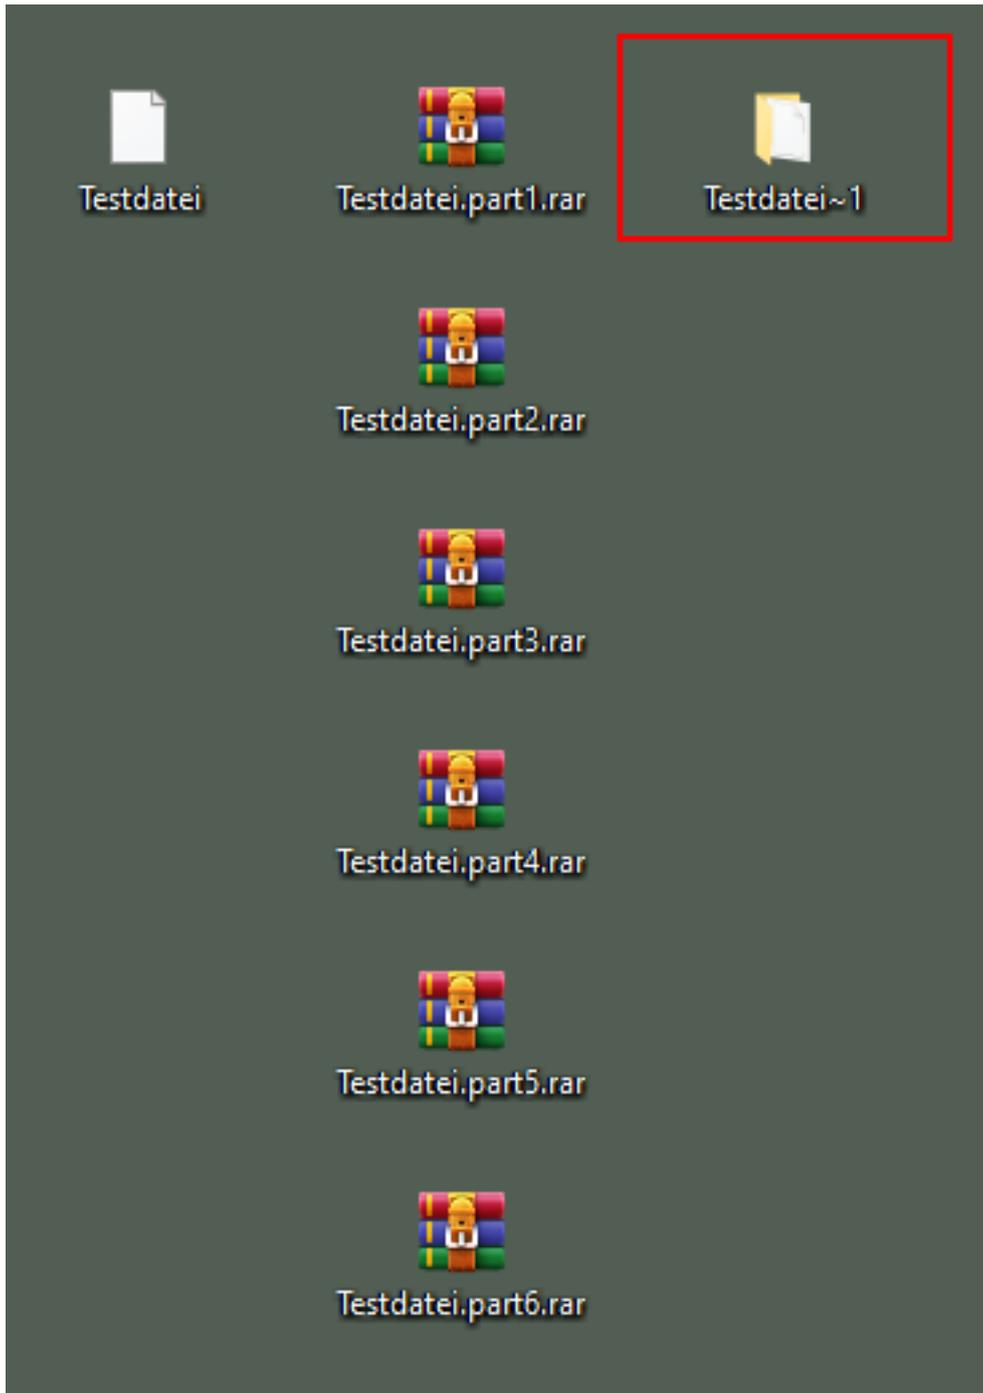 Testdatei
Testdatei.part1.rar
Testdatei~1
Testdatei.part2.rar
Testdatei.part3.rar
Testdatei.part4.rar
Testdatei.part5.rar
Testdatei.part6.rar